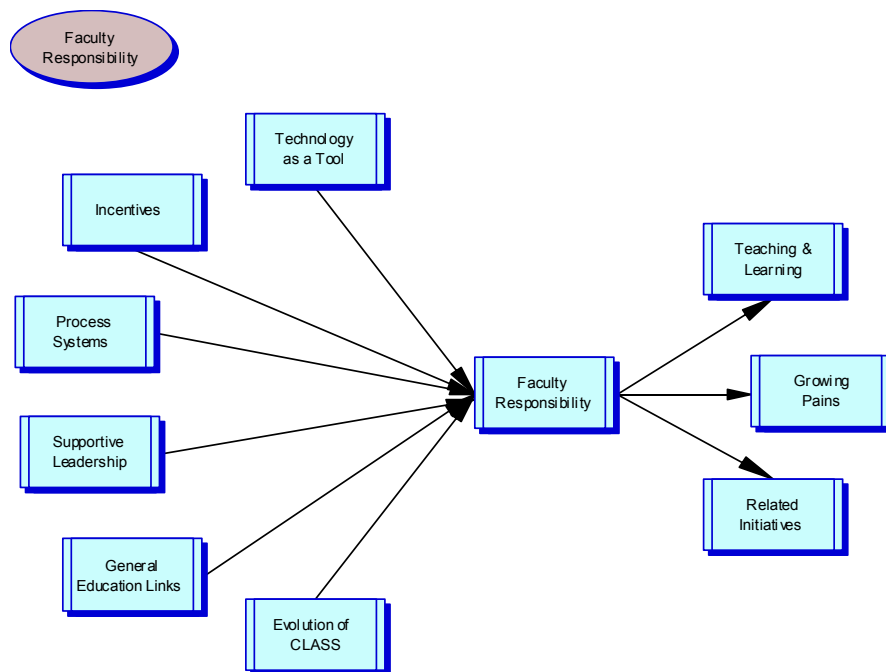 Faculty
Responsibility
Technology
as a Tool
Incentives
Process
Systems
Supportive
Leadership
General
Education Links
Evolution of
CLASS
Faculty
Responsibility
Teaching &
Learning
Growing
Pains
Related
Initiatives